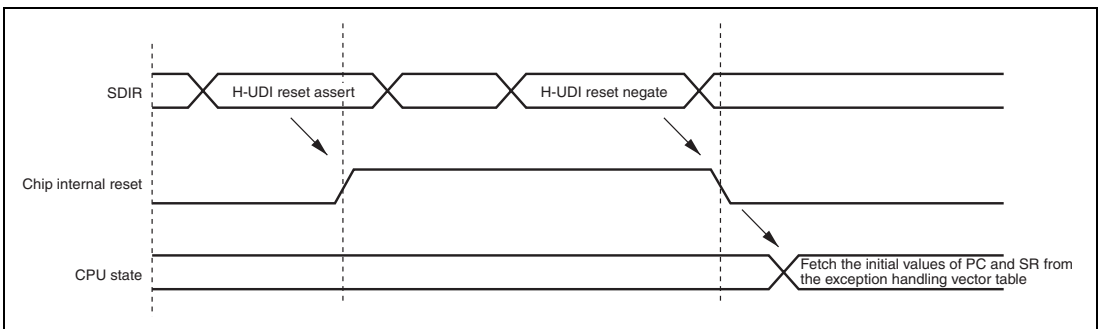 SDIR
H-UDI reset assert
H-UDI reset negate
Chip internal reset
CPU state
Fetch the initial values of PC and SR from
the exception handling vector table